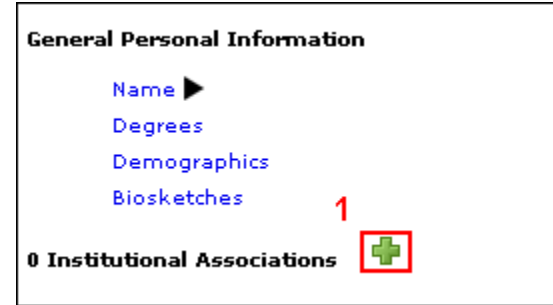 General Personal Information
Name
Degrees
Demographics
Biosketches
1
0 Institutional Associations